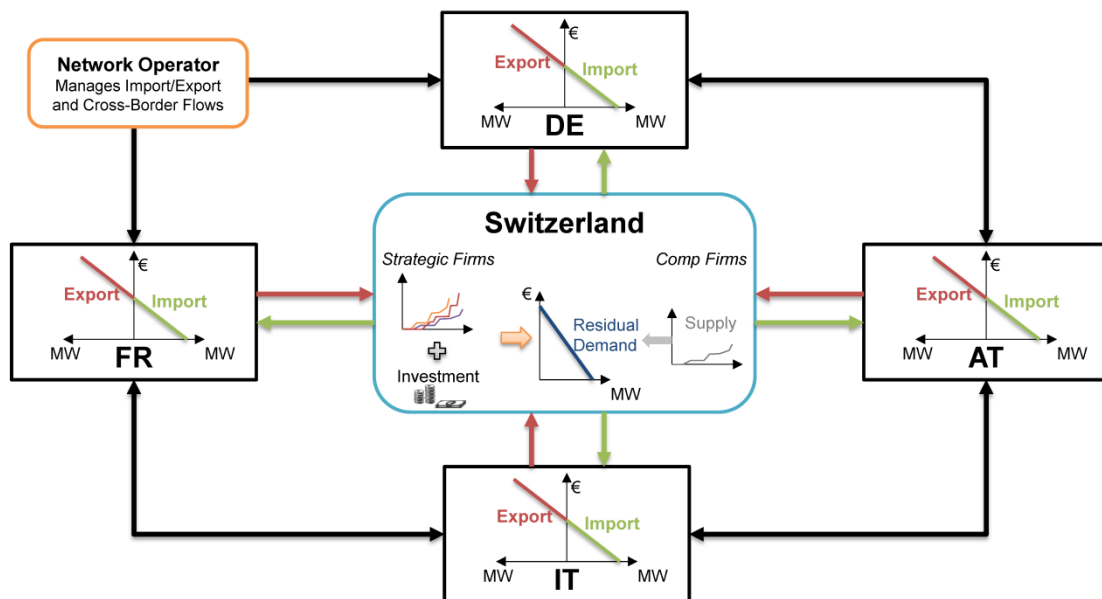 Network Operator
Manages Import/Export
and Cross-Border Flows
€
Export
Import
MW
MW
DE
Switzerland
Strategic Firms
Comp Firms
€
Export
Import
MW
MW
FR
Investment
€
Residual
Demand
MW
Supply
€
Export
Import
MW
MW
AT
€
Export
Import
MW
MW
IT